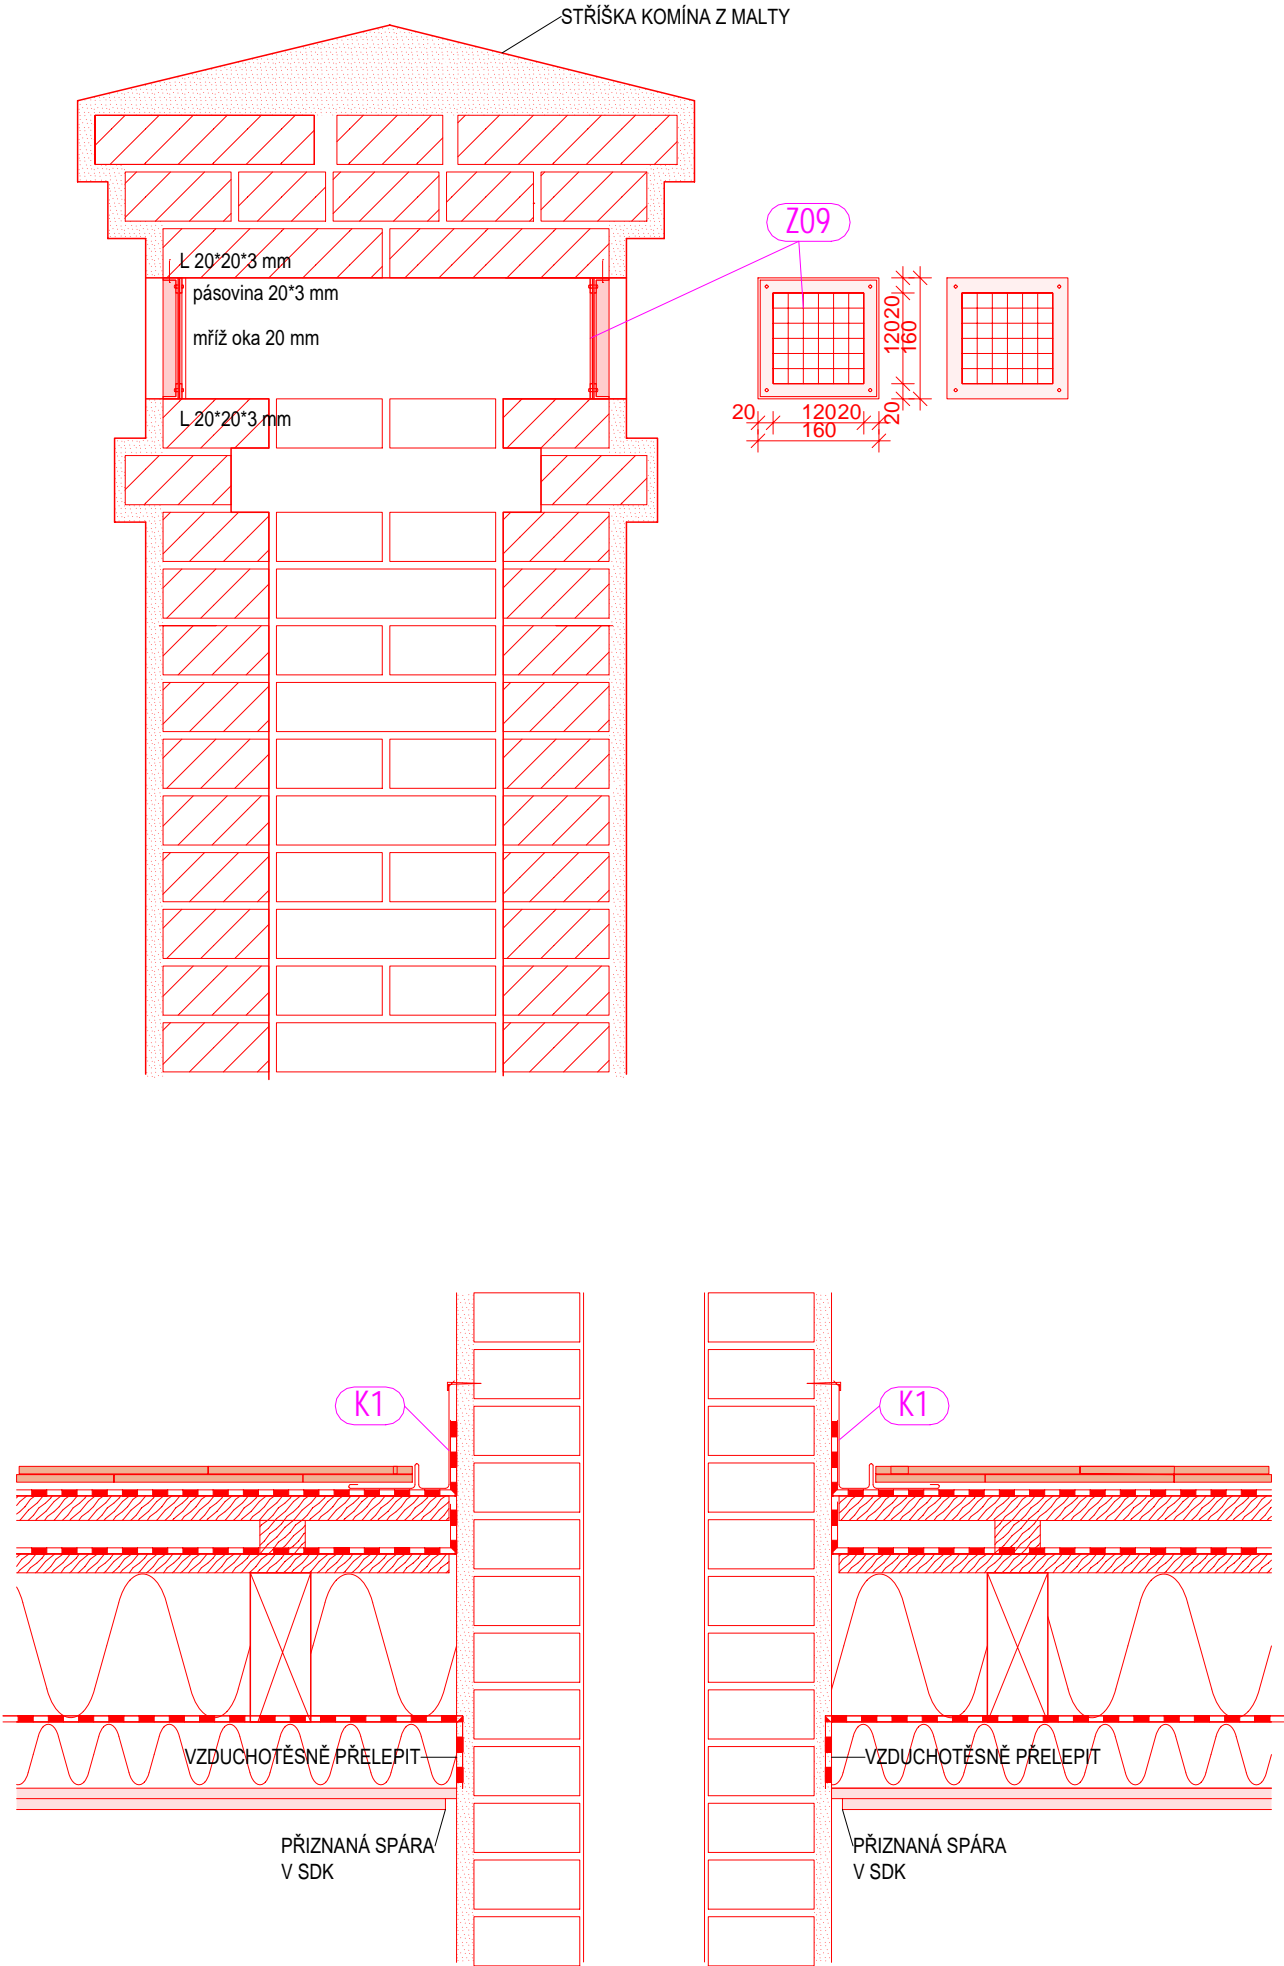 STŘÍŠKA KOMÍNA Z MALTY
Z09
L 20*20*3 mm
pásovina 20*3 mm
mříž oka 20 mm
L 20*20*3 mm
20
120
160
20
20 120 20
160
K1
K1
VZDUCHOTĚSNĚ PŘELEPIT
VZDUCHOTĚSNĚ PŘELEPIT
PŘIZNANÁ SPÁRA
V SDK
PŘIZNANÁ SPÁRA
V SDK